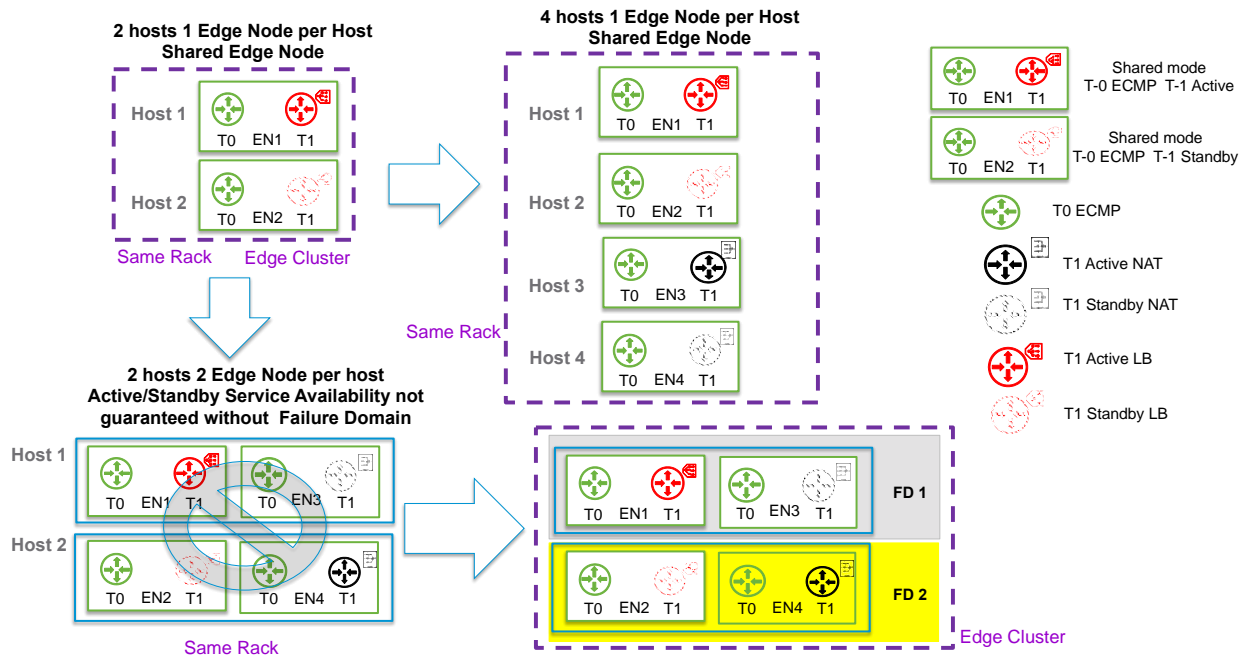 2 hosts 1 Edge Node per Host
Shared Edge Node
Host 1
T0 EN1 T1
Host 2
T0 EN2 T1
Same Rack Edge Cluster
4 hosts 1 Edge Node per Host
Shared Edge Node
Host 1
T0 EN1 T1
Host 2
T0 EN2 T1
Host 3
T0 EN3 T1
Same Rack
Host 4
T0 EN4 T1
T0 EN1 T1
Shared mode
T-0 ECMP T-1 Active
T0 EN2 T1
Shared mode
T-0 ECMP T-1 Standby
T0 ECMP
T1 Active NAT
T1 Standby NAT
T1 Active LB
T1 Standby LB
2 hosts 2 Edge Node per host
Active/Standby Service Availability not
guaranteed without Failure Domain
Host 1
T0 EN1 T1 T0 EN3 T1
Host 2
T0 EN2 T1 T0 EN4 T1
Same Rack
T0 EN1 T1 T0 EN3 T1 FD 1
T0 EN2 T1 T0 EN4 T1 FD 2
Edge Cluster